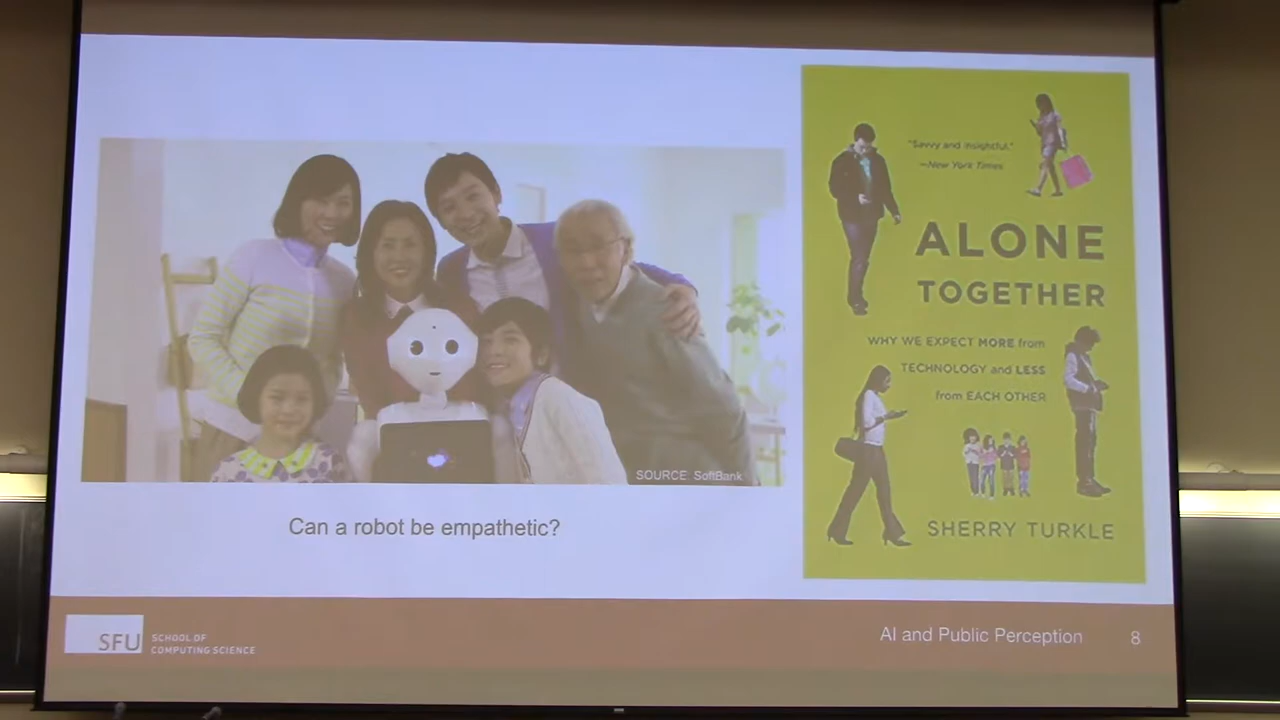 SOURCE: SoftBank
Can a robot be empathetic?
"Savvy and insightful."
—New York Times
ALONE
TOGETHER
WHY WE EXPECT MORE from
TECHNOLOGY and LESS
from EACH OTHER
SHERRY TURKLE
SFU
SCHOOL OF
COMPUTING SCIENCE
AI and Public Perception
8